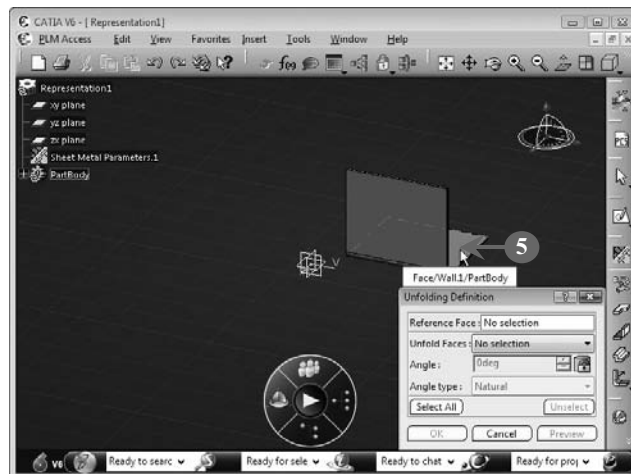 CATIA V6 - [ Representation1]
PLM Access Edit View Favorites Insert Tools Window Help
Representation1
xy plane
yz plane
zx plane
Sheet Metal Parameters.1
PartBody
5
V
Face/Wall.1/PartBody
Unfolding Definition
Reference Face: No selection
Unfold Faces: No selection
Angle: 0deg
Angle type: Natural
Select All Unselect
OK Cancel Preview
V6 Ready to searc Ready for sele Ready to chat Ready for proj